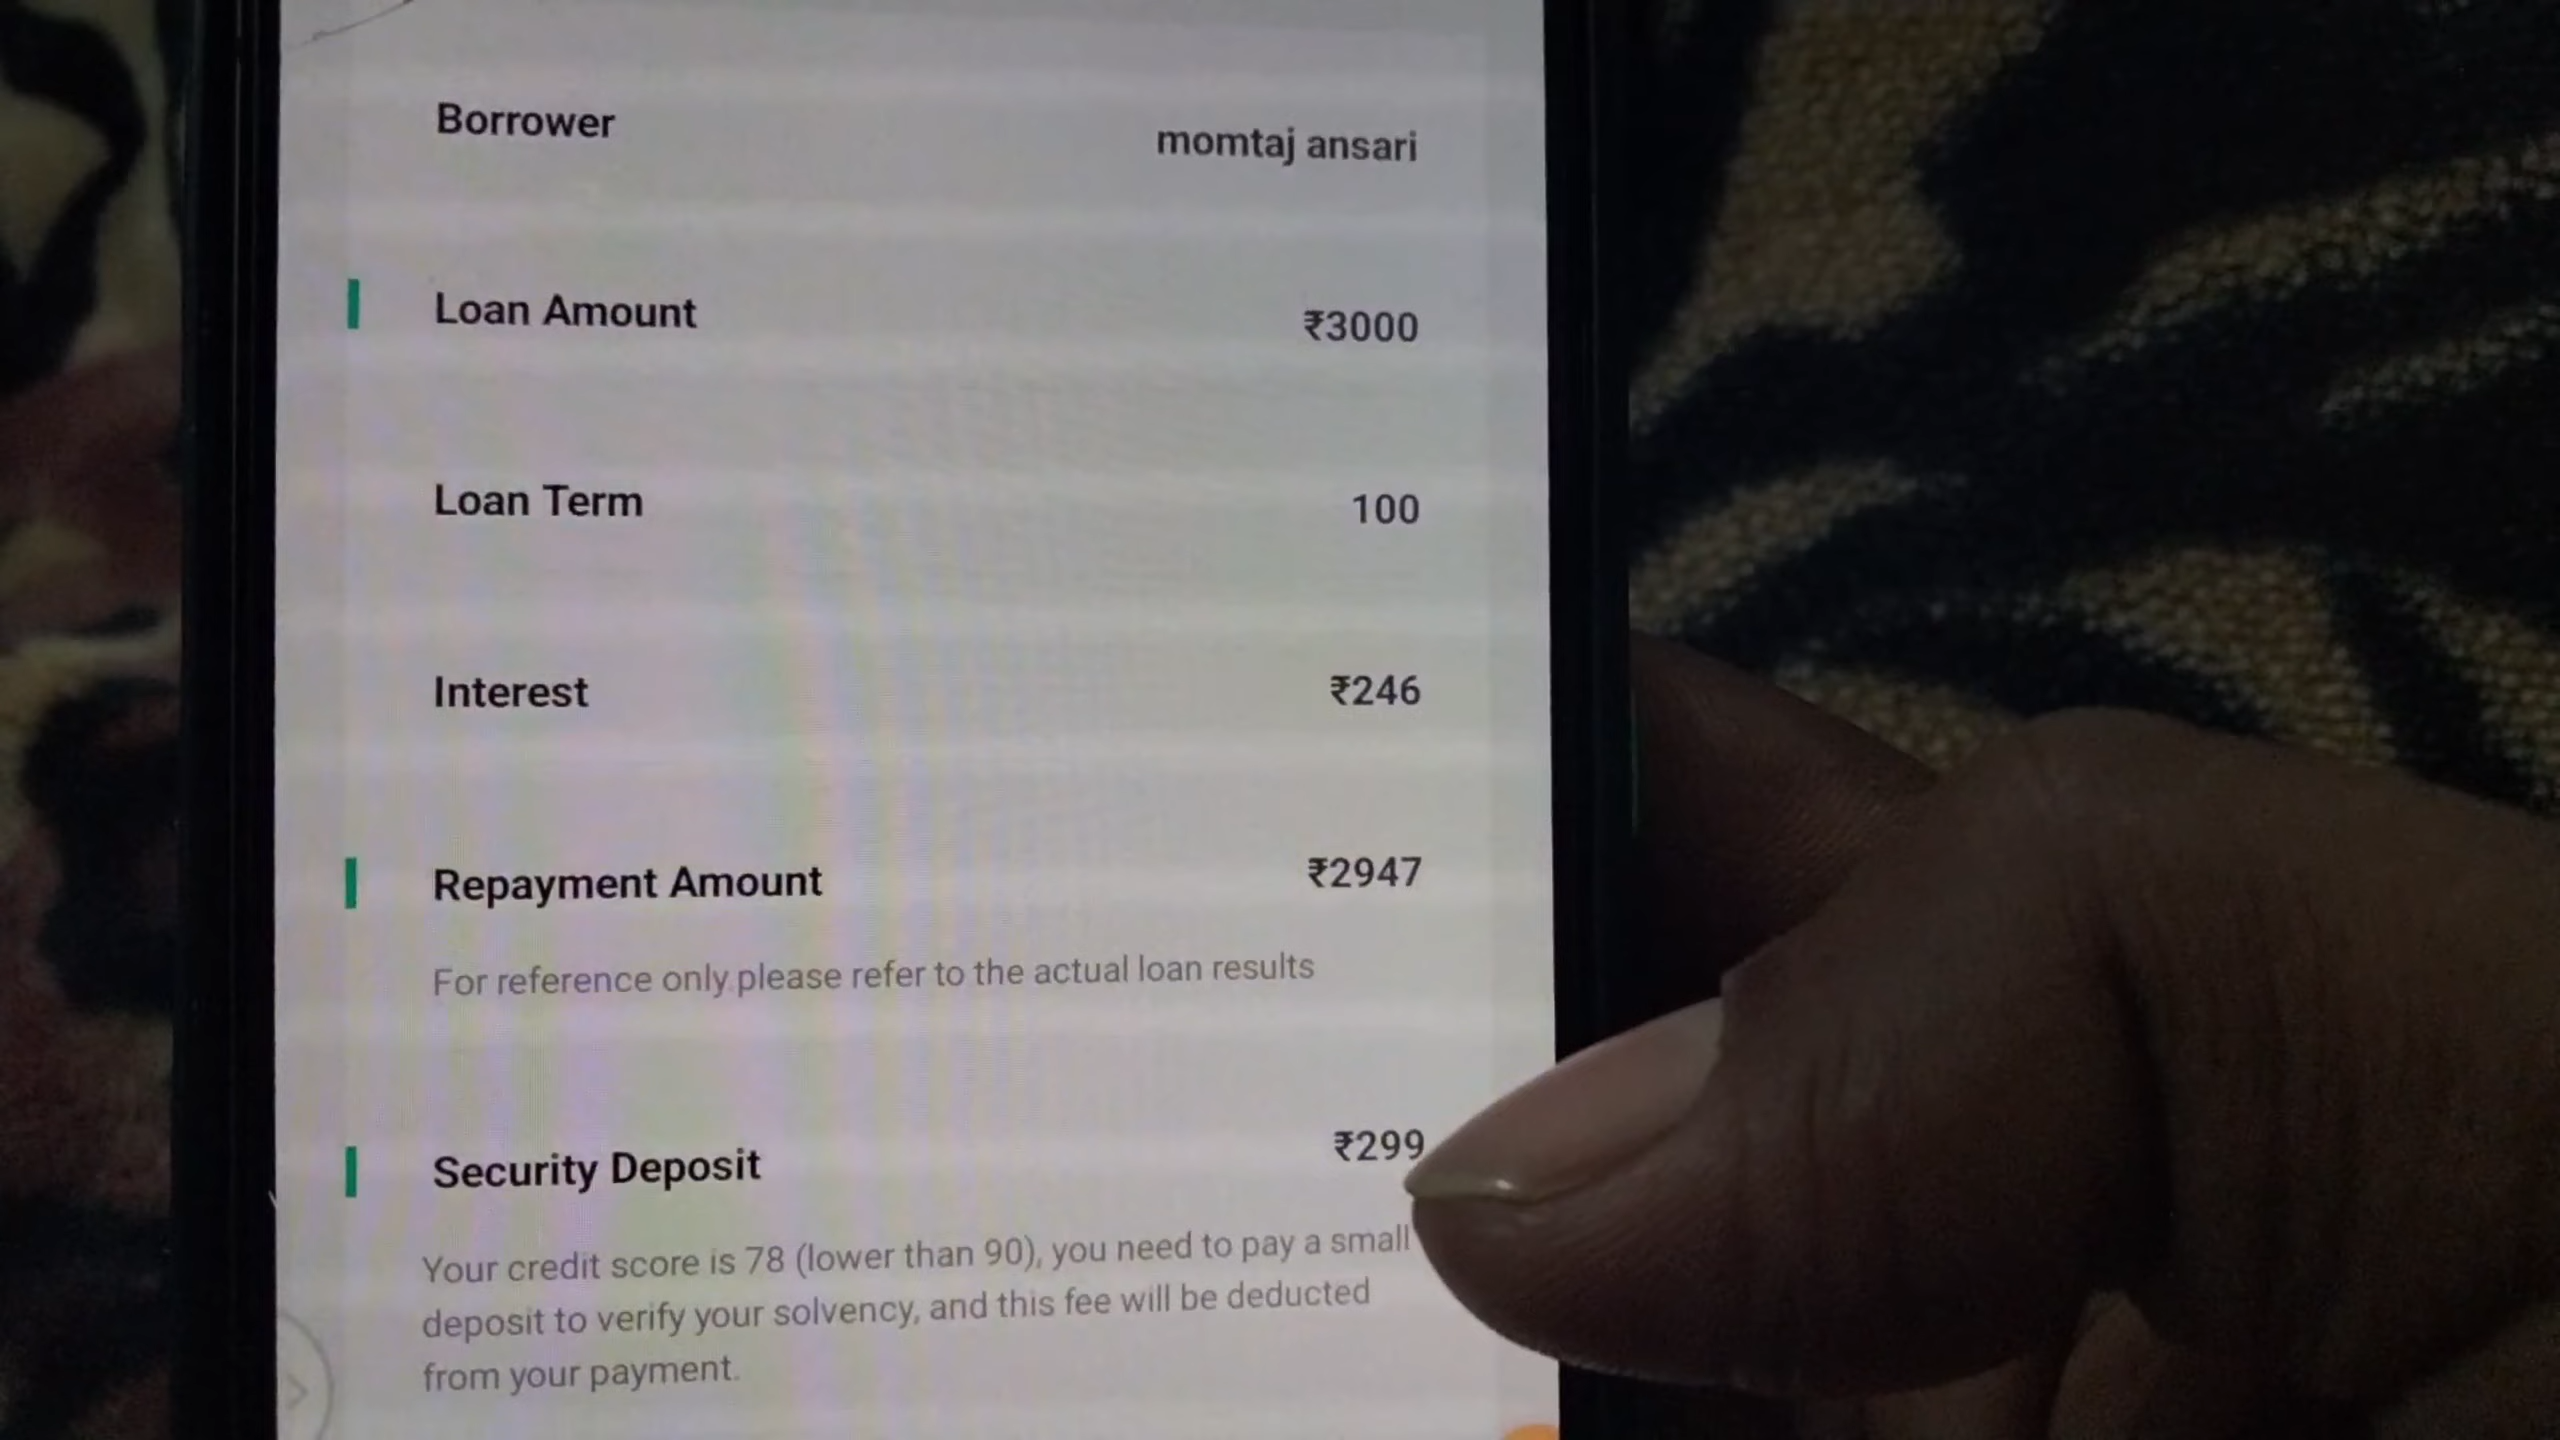 Borrower momtaj ansari
Loan Amount ₹3000
Loan Term 100
Interest ₹246
Repayment Amount ₹2947
For reference only please refer to the actual loan results
Security Deposit ₹299
Your credit score is 78 (lower than 90), you need to pay a small
deposit to verify your solvency, and this fee will be deducted
from your payment.